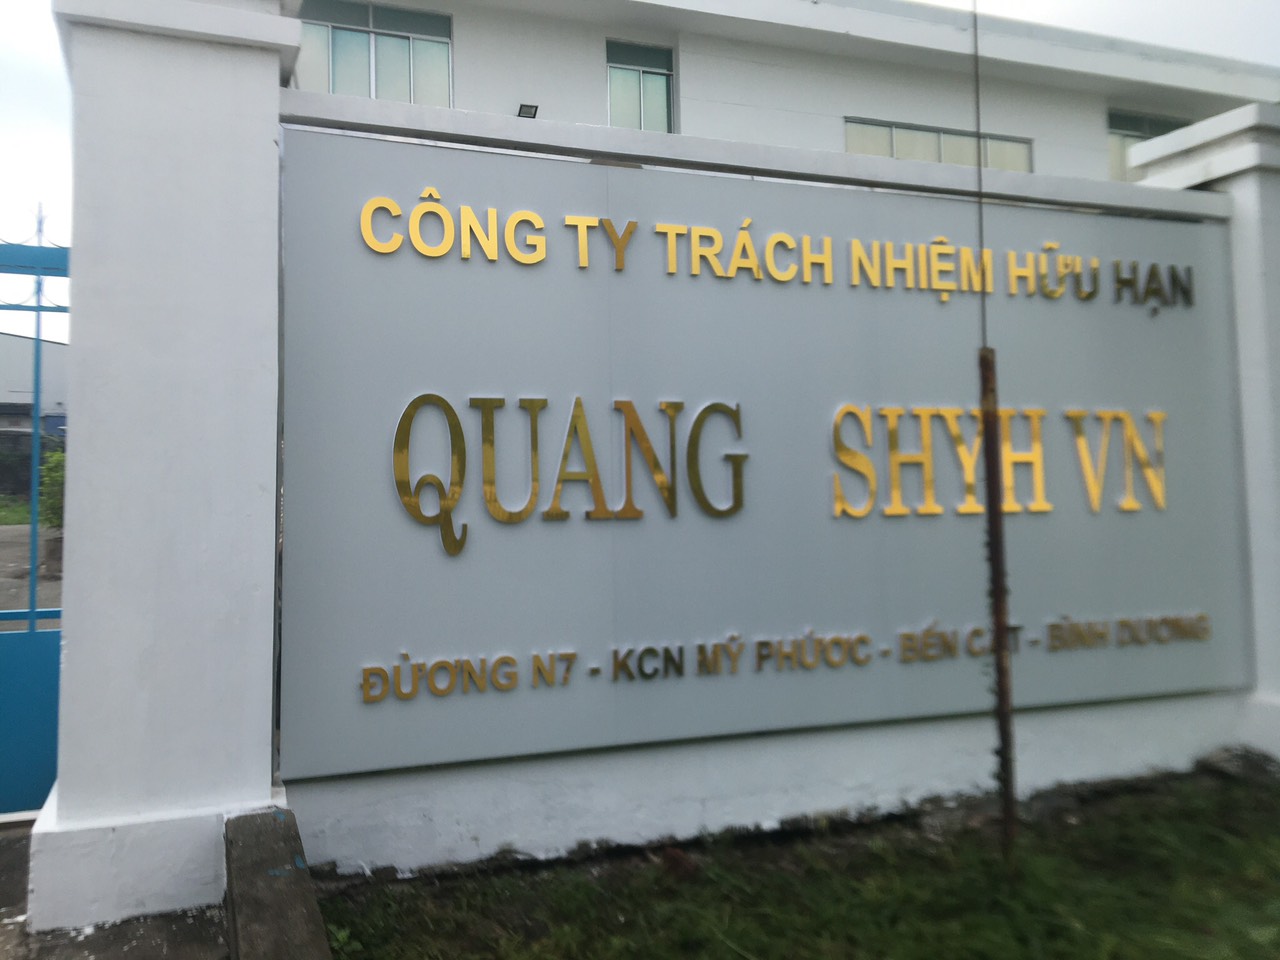 CÔNG TY TRÁCH NHIỆM HỮU HẠN
QUANG SHYH VN
ĐƯỜNG N7 - KCN MỸ PHƯỚC - BẾN CÁT - BÌNH DƯƠNG